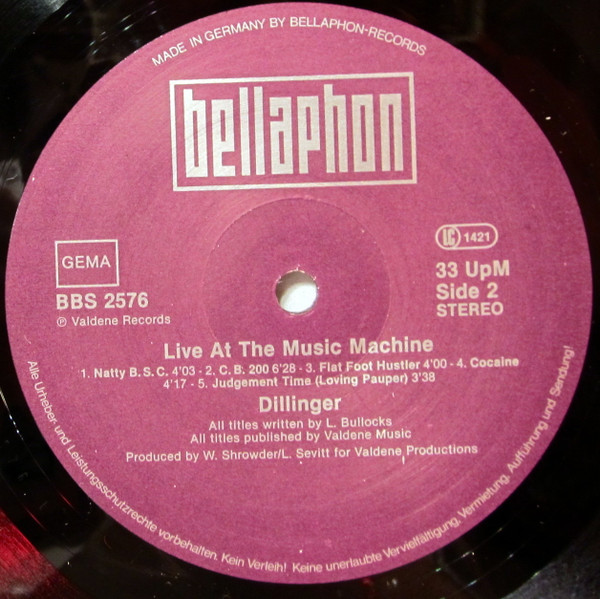 MADE IN GERMANY BY BELLAPHON-RECORDS
bellaphon
GEMA
BBS 2576
℗ Valdene Records
LC 1421
33 UpM
Side 2
STEREO
Live At The Music Machine
1. Natty B.S.C. 4'03 - 2. C.B. 200 6'28 - 3. Flat Foot Hustler 4'00 - 4. Cocaine
4'17 - 5. Judgement Time (Loving Pauper) 3'38
Dillinger
All titles written by L. Bullocks
All titles published by Valdene Music
Produced by W. Shrowder/L. Sevitt for Valdene Productions
Alle Urheber- und Leistungsschutzrechte vorbehalten. Kein Verleih! Keine unerlaubte Vervielfältigung, Vermietung, Aufführung und Sendung!